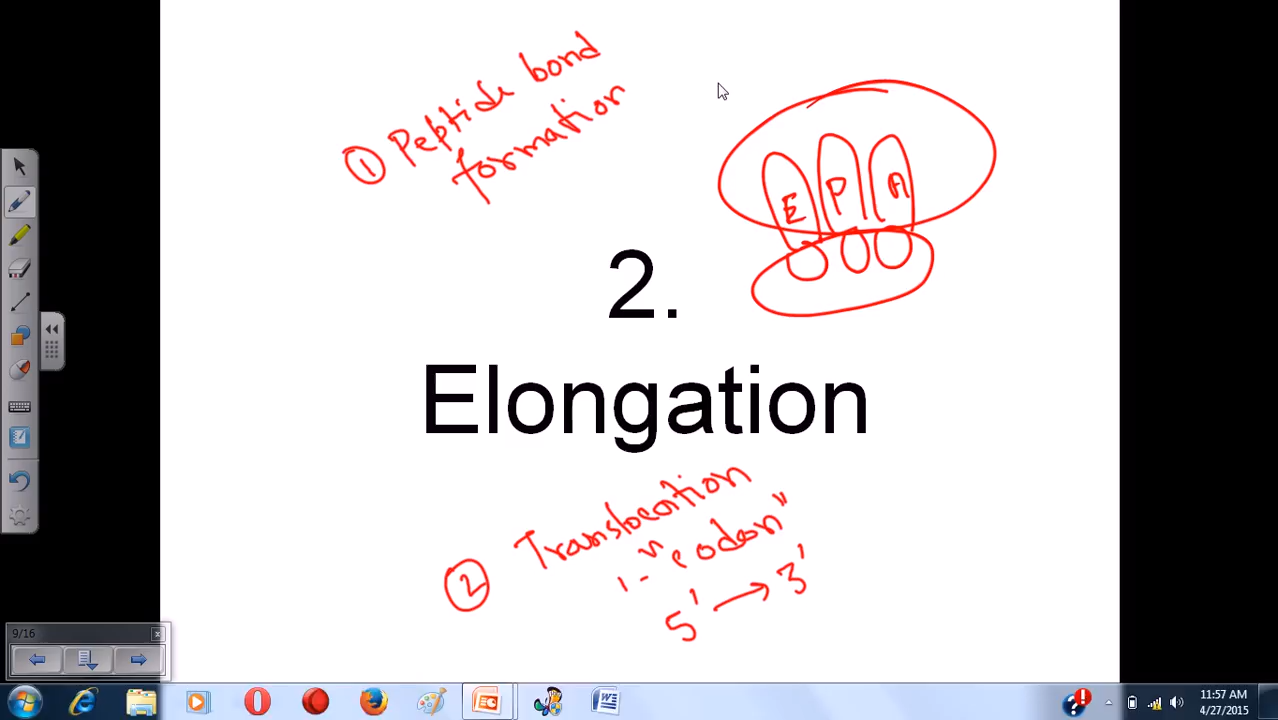 ① Peptide bond
formation
E P A
2.
Elongation
② Translocation
1- "codon"
5' → 3'
9/16
11:57 AM
4/27/2015